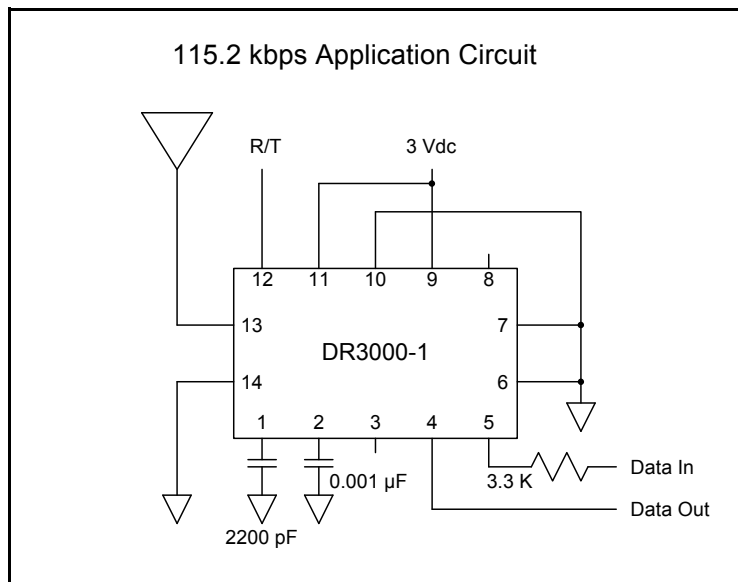 115.2 kbps Application Circuit
R/T
3 Vdc
12 11 10 9 8
13
7
DR3000-1
14
6
1 2 3 4 5
0.001 µF
3.3 K
Data In
2200 pF
Data Out